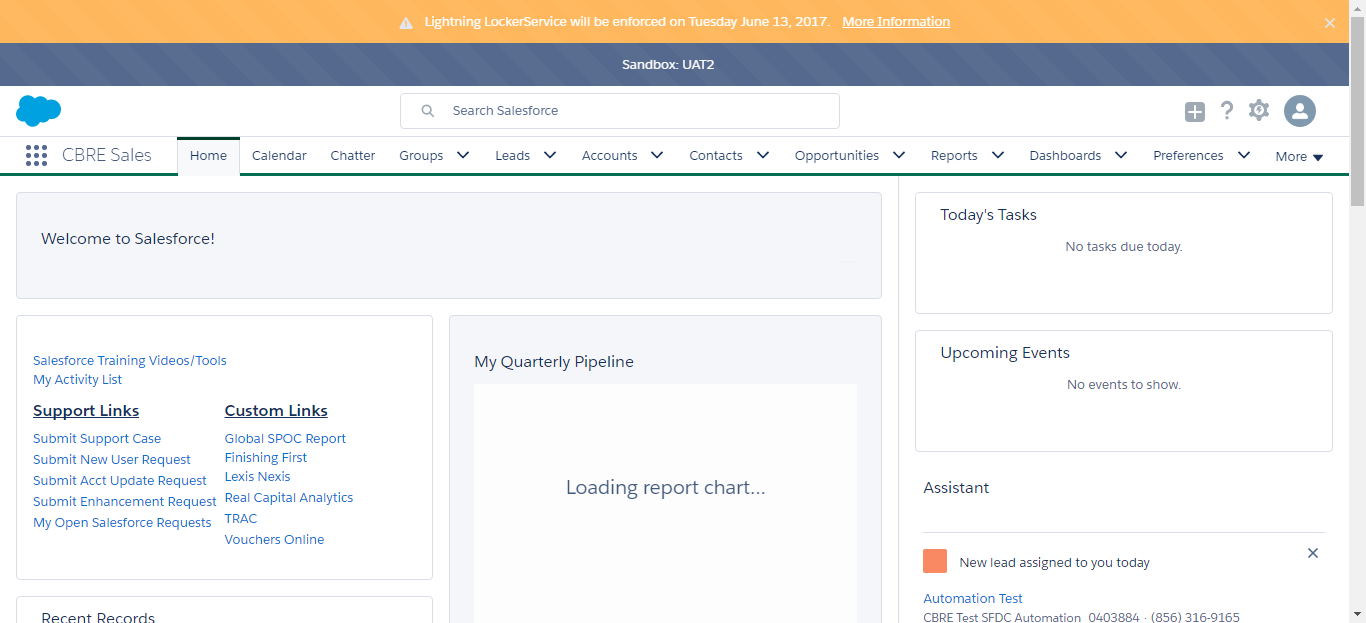 Lightning LockerService will be enforced on Tuesday June 13, 2017. More Information
Sandbox: UAT2
Search Salesforce
CBRE Sales
Home Calendar Chatter Groups Leads Accounts Contacts Opportunities Reports Dashboards Preferences More
Welcome to Salesforce!
Salesforce Training Videos/Tools
My Activity List
Support Links
Submit Support Case
Submit New User Request
Submit Acct Update Request
Submit Enhancement Request
My Open Salesforce Requests
Custom Links
Global SPOC Report
Finishing First
Lexis Nexis
Real Capital Analytics
TRAC
Vouchers Online
Recent Records
My Quarterly Pipeline
Loading report chart...
Today's Tasks
No tasks due today.
Upcoming Events
No events to show.
Assistant
New lead assigned to you today
Automation Test
CBRE Test SFDC Automation_0403884 · (856) 316-9165